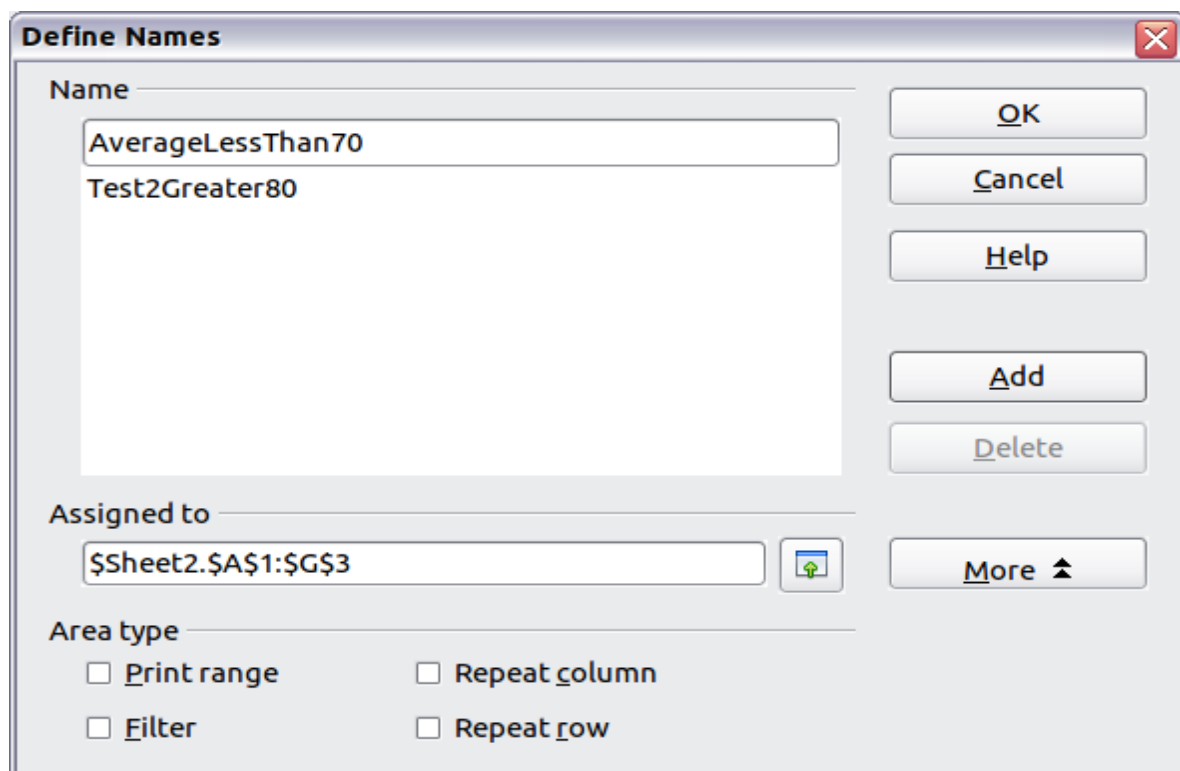 Define Names
Name
AverageLessThan70
Test2Greater80
OK
Cancel
Help
Add
Delete
Assigned to
$Sheet2.$A$1:$G$3
More
Area type
Print range
Repeat column
Filter
Repeat row